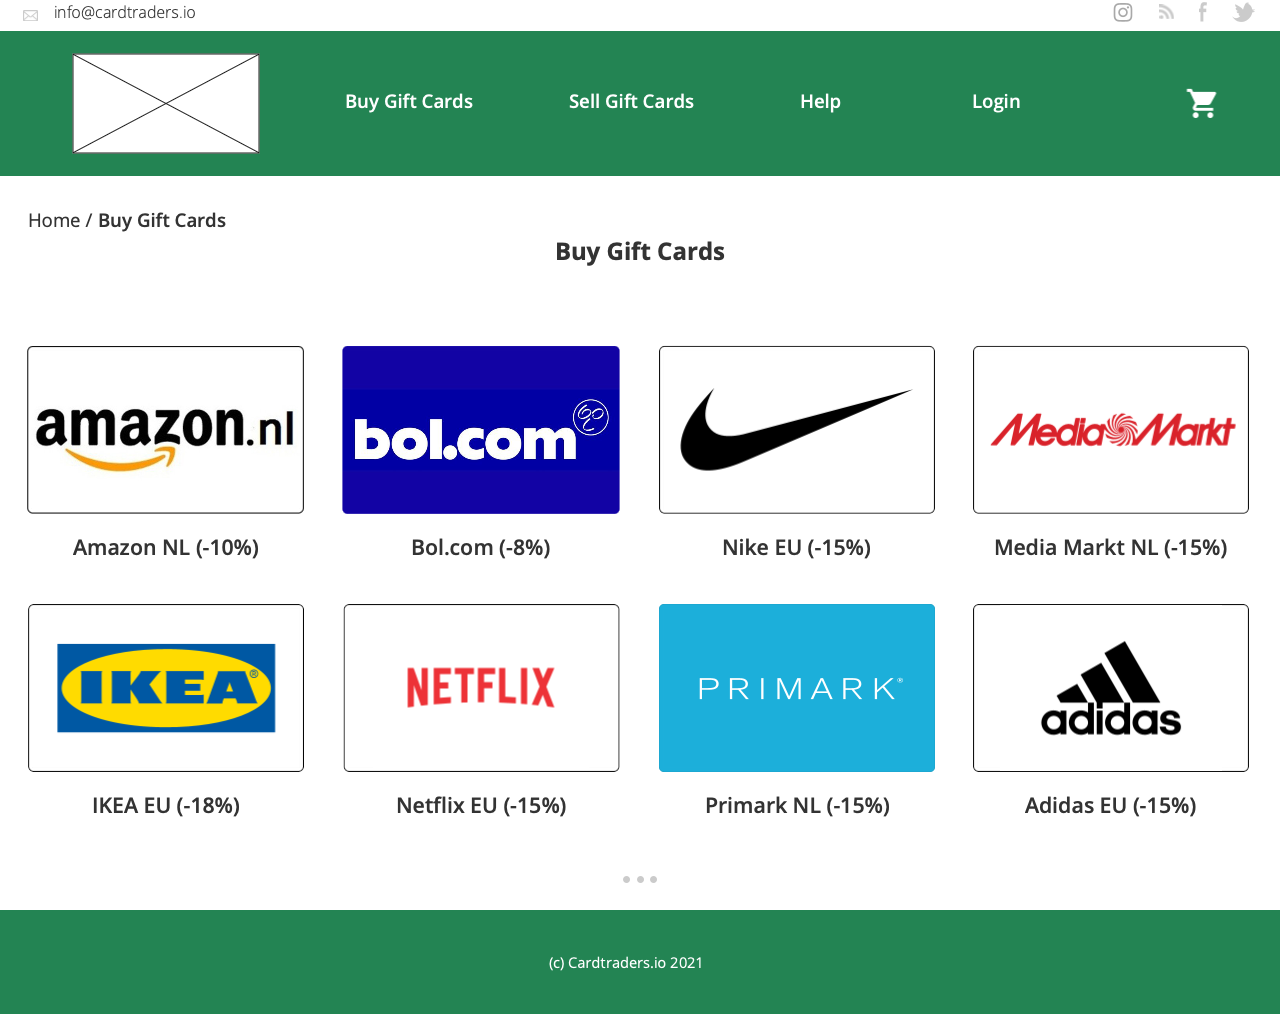 info@cardtraders.io
Buy Gift Cards
Sell Gift Cards
Help
Login
Home / Buy Gift Cards
Buy Gift Cards
amazon.nl
bol.com
Media Markt
Amazon NL (-10%)
Bol.com (-8%)
Nike EU (-15%)
Media Markt NL (-15%)
IKEA®
NETFLIX
PRIMARK®
adidas
IKEA EU (-18%)
Netflix EU (-15%)
Primark NL (-15%)
Adidas EU (-15%)
(c) Cardtraders.io 2021